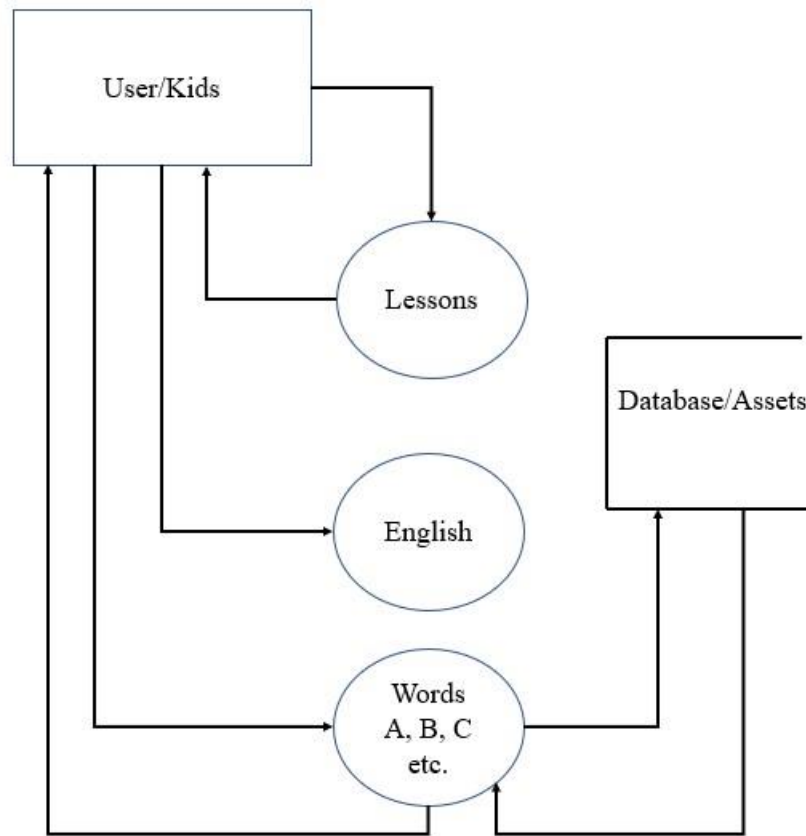 User/Kids
Lessons
Database/Assets
English
Words
A, B, C
etc.